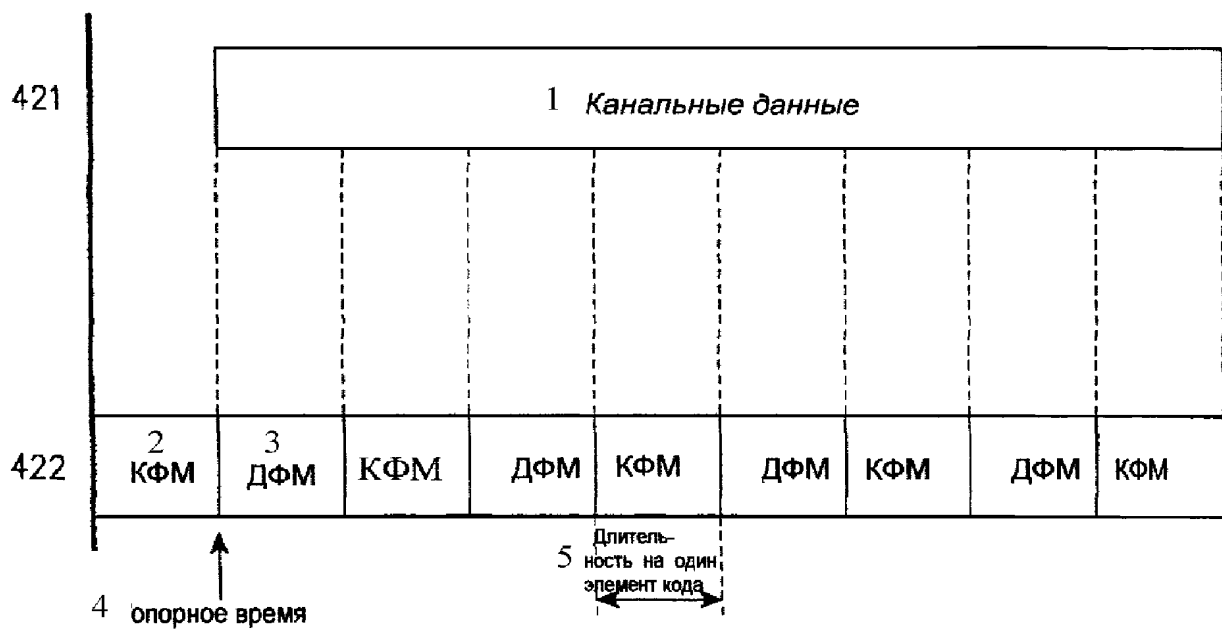 421
1 Канальные данные
422
2 КФМ
3 ДФМ
КФМ
ДФМ
КФМ
ДФМ
КФМ
ДФМ
КФМ
5 Длитель-
ность на один
элемент кода
4 опорное время